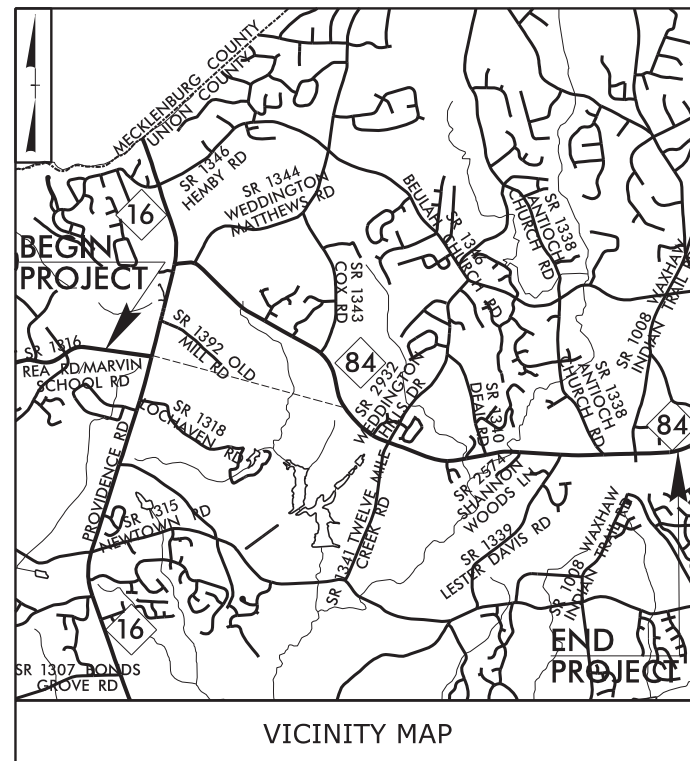 MECKLENBURG COUNTY
UNION COUNTY
SR 1346
HEMBY RD
SR 1344
WEDDINGTON
MATTHEWS RD
16
BEULAH CHURCH RD
SR 13
SR 1338
ANTIOCH
CHURCH RD
BEGIN
PROJECT
SR 1343
COX RD
SR 1008 WAXHAW
INDIAN TRAIL
SR 1316
REA RD/MARVIN
SCHOOL RD
SR 1392 OLD
MILL RD
84
SR 2932
WEDDINGTON
HILLS DR
SR 1338
ANTIOCH
CHURCH RD
SR 1340
DEAL RD
84
SR 1318
LOCHAVEN RD
PROVIDENCE RD
SR 1315
NEWTOWN RD
SR 1341 TWELVE MILE
CREEK RD
SR 2574
SHANNON
WOODS LN
SR 1339
LESTER DAVIS RD
SR 1008 WAXHAW
INDIAN TRAIL RD
16
END
PROJECT
SR 1307 BONDS
GROVE RD
VICINITY MAP